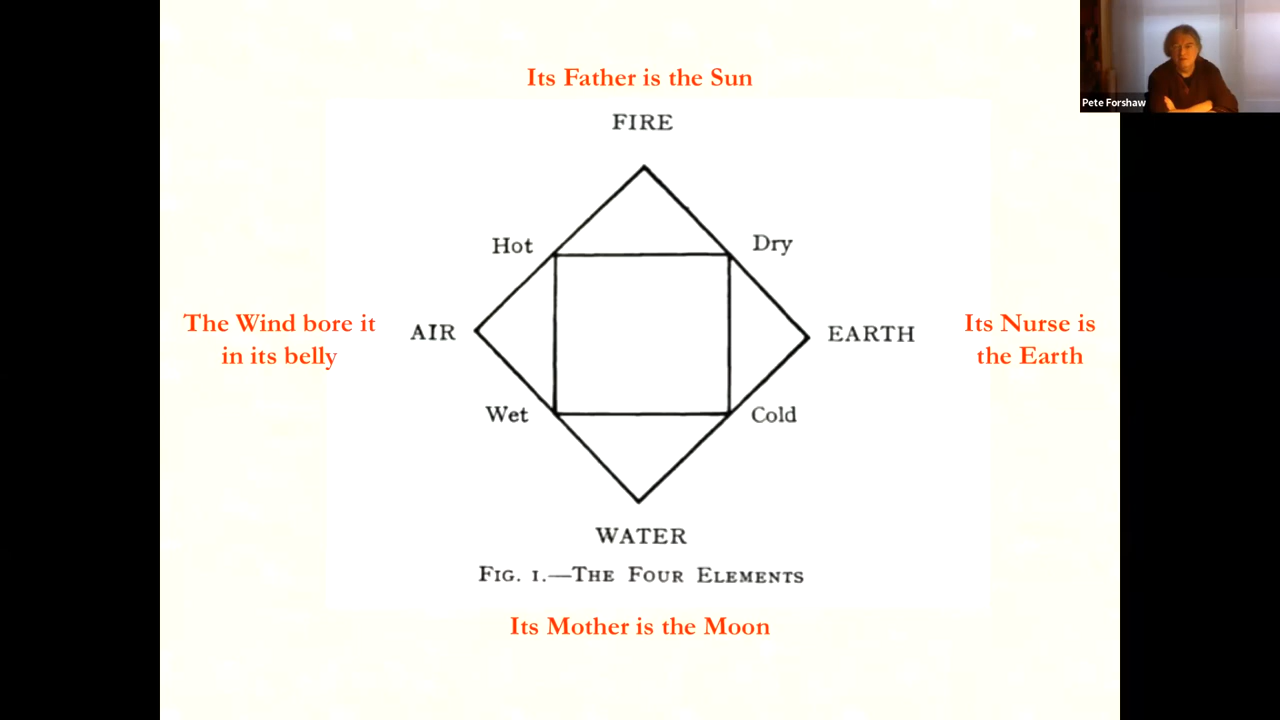 Its Father is the Sun
Pete Forshaw
FIRE
Hot
Dry
The Wind bore it
in its belly
AIR
EARTH
Its Nurse is
the Earth
Wet
Cold
WATER
FIG. 1.—THE FOUR ELEMENTS
Its Mother is the Moon